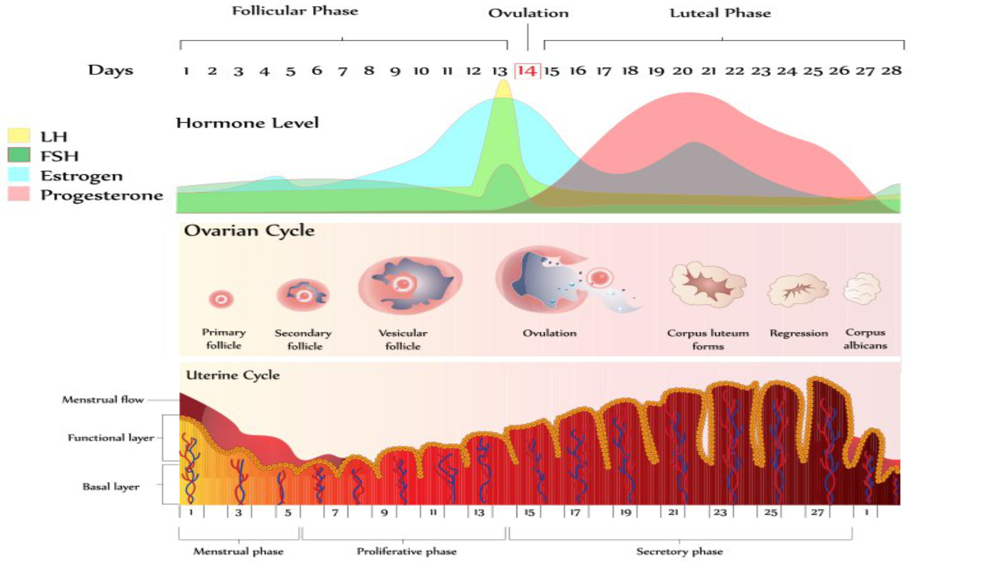 Follicular Phase
Ovulation
Luteal Phase
Days 1 2 3 4 5 6 7 8 9 10 11 12 13 14 15 16 17 18 19 20 21 22 23 24 25 26 27 28
Hormone Level
LH
FSH
Estrogen
Progesterone
Ovarian Cycle
Primary
follicle
Secondary
follicle
Vesicular
follicle
Ovulation
Corpus luteum
forms
Regression
Corpus
albicans
Uterine Cycle
Menstrual flow
Functional layer
Basal layer
1 3 5 7 9 11 13 15 17 19 21 23 25 27 1
Menstrual phase
Proliferative phase
Secretory phase